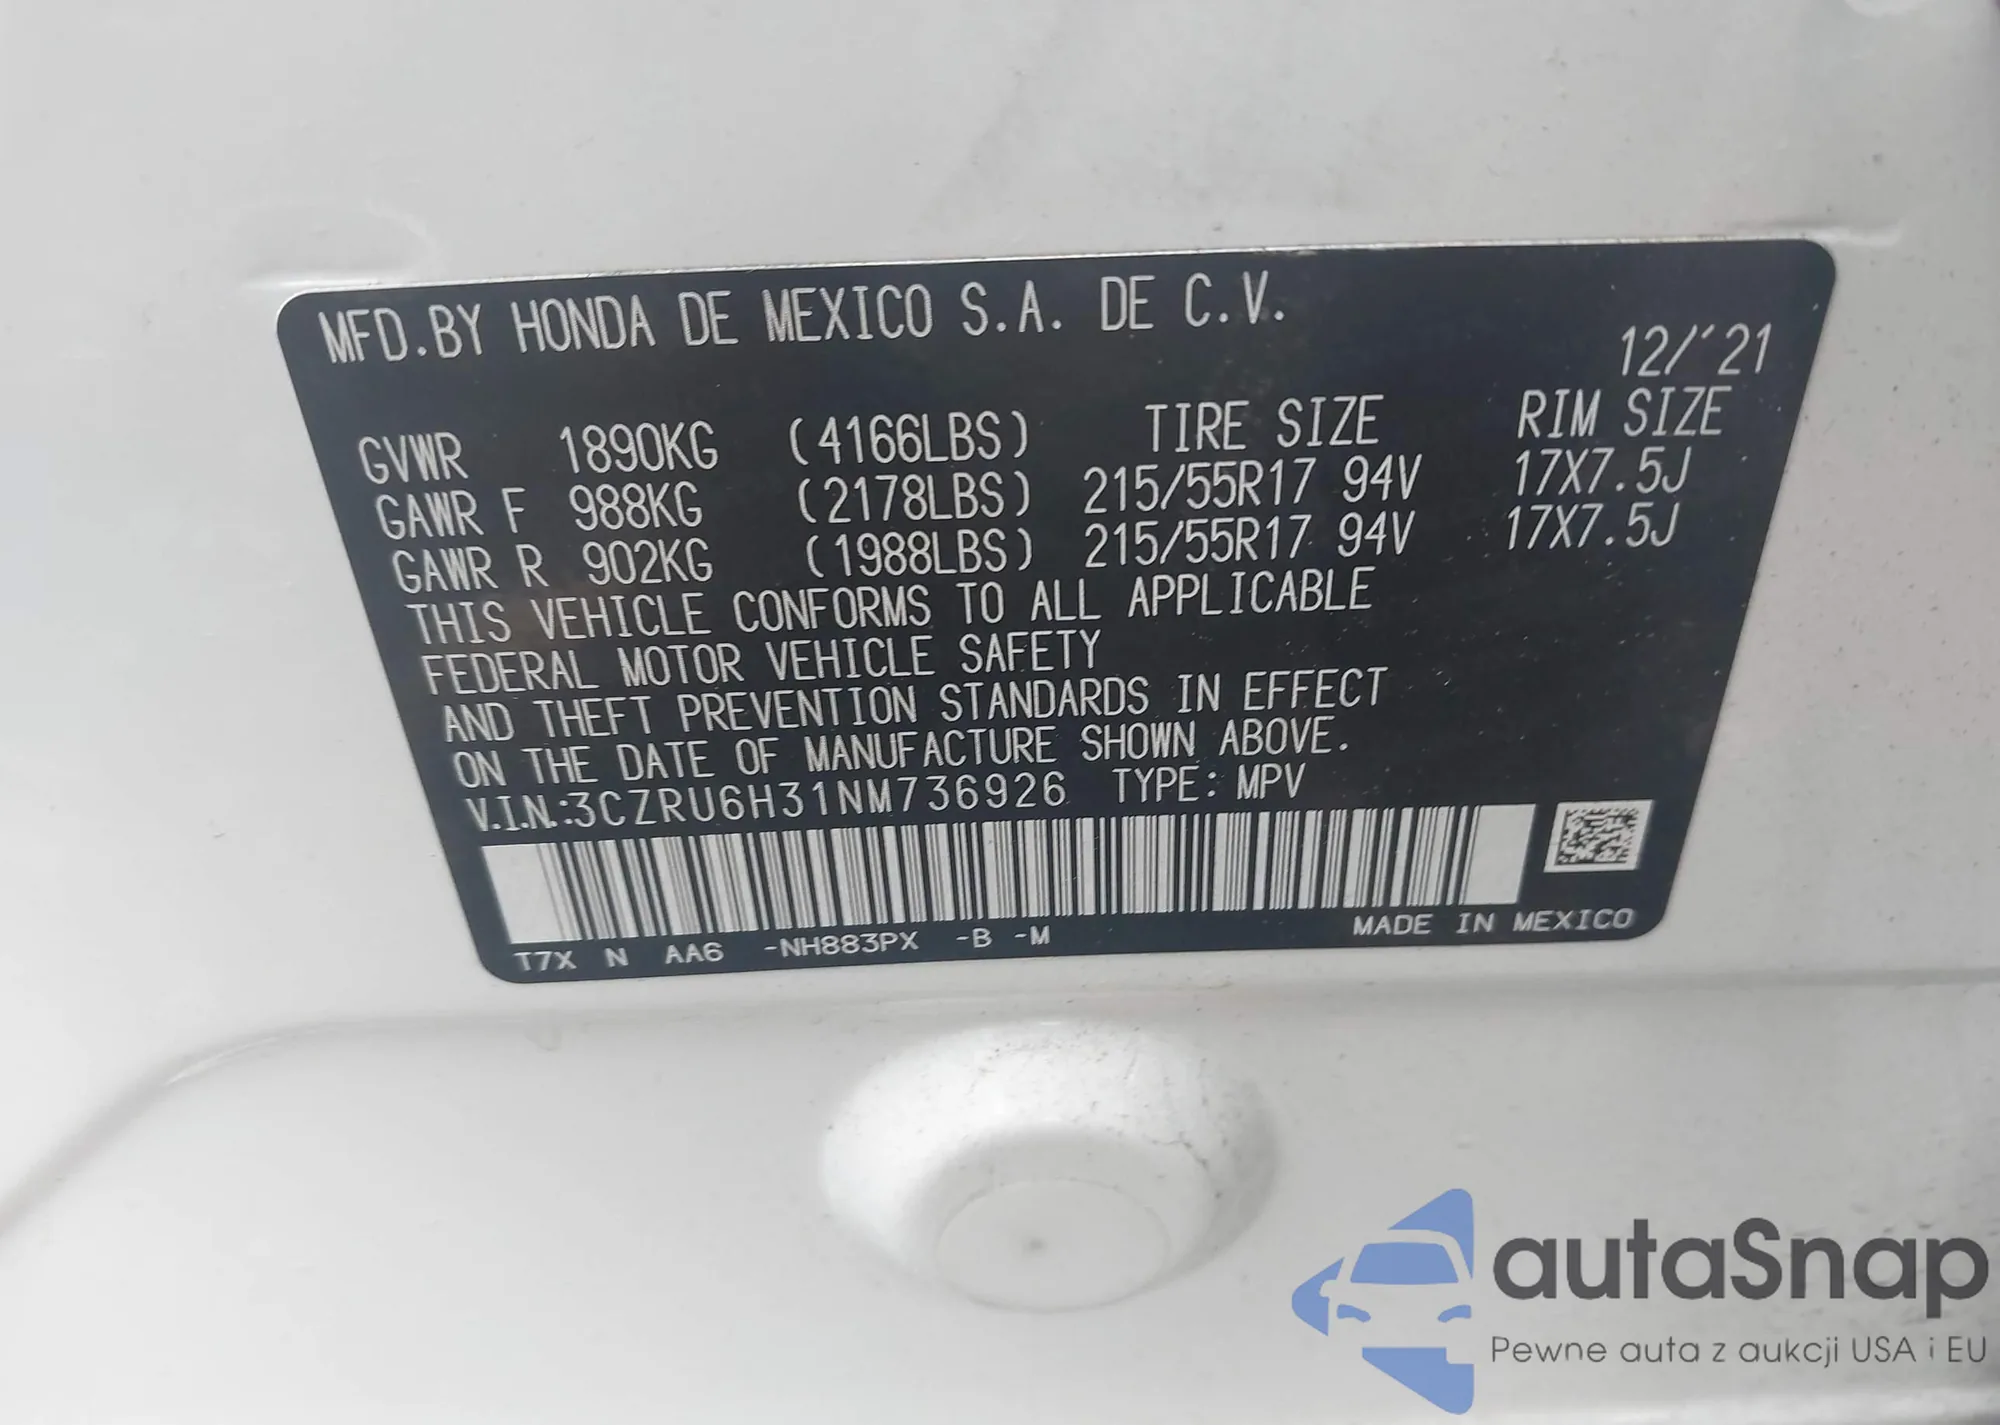 MFD.BY HONDA DE MEXICO S.A. DE C.V.
12/'21
GVWR 1890KG (4166LBS) TIRE SIZE RIM SIZE
GAWR F 988KG (2178LBS) 215/55R17 94V 17X7.5J
GAWR R 902KG (1988LBS) 215/55R17 94V 17X7.5J
THIS VEHICLE CONFORMS TO ALL APPLICABLE
FEDERAL MOTOR VEHICLE SAFETY
AND THEFT PREVENTION STANDARDS IN EFFECT
ON THE DATE OF MANUFACTURE SHOWN ABOVE.
V.I.N.:3CZRU6H31NM736926 TYPE: MPV
T7X N AA6 -NH883PX -B -M MADE IN MEXICO
autaSnap
Pewne auta z aukcji USA i EU